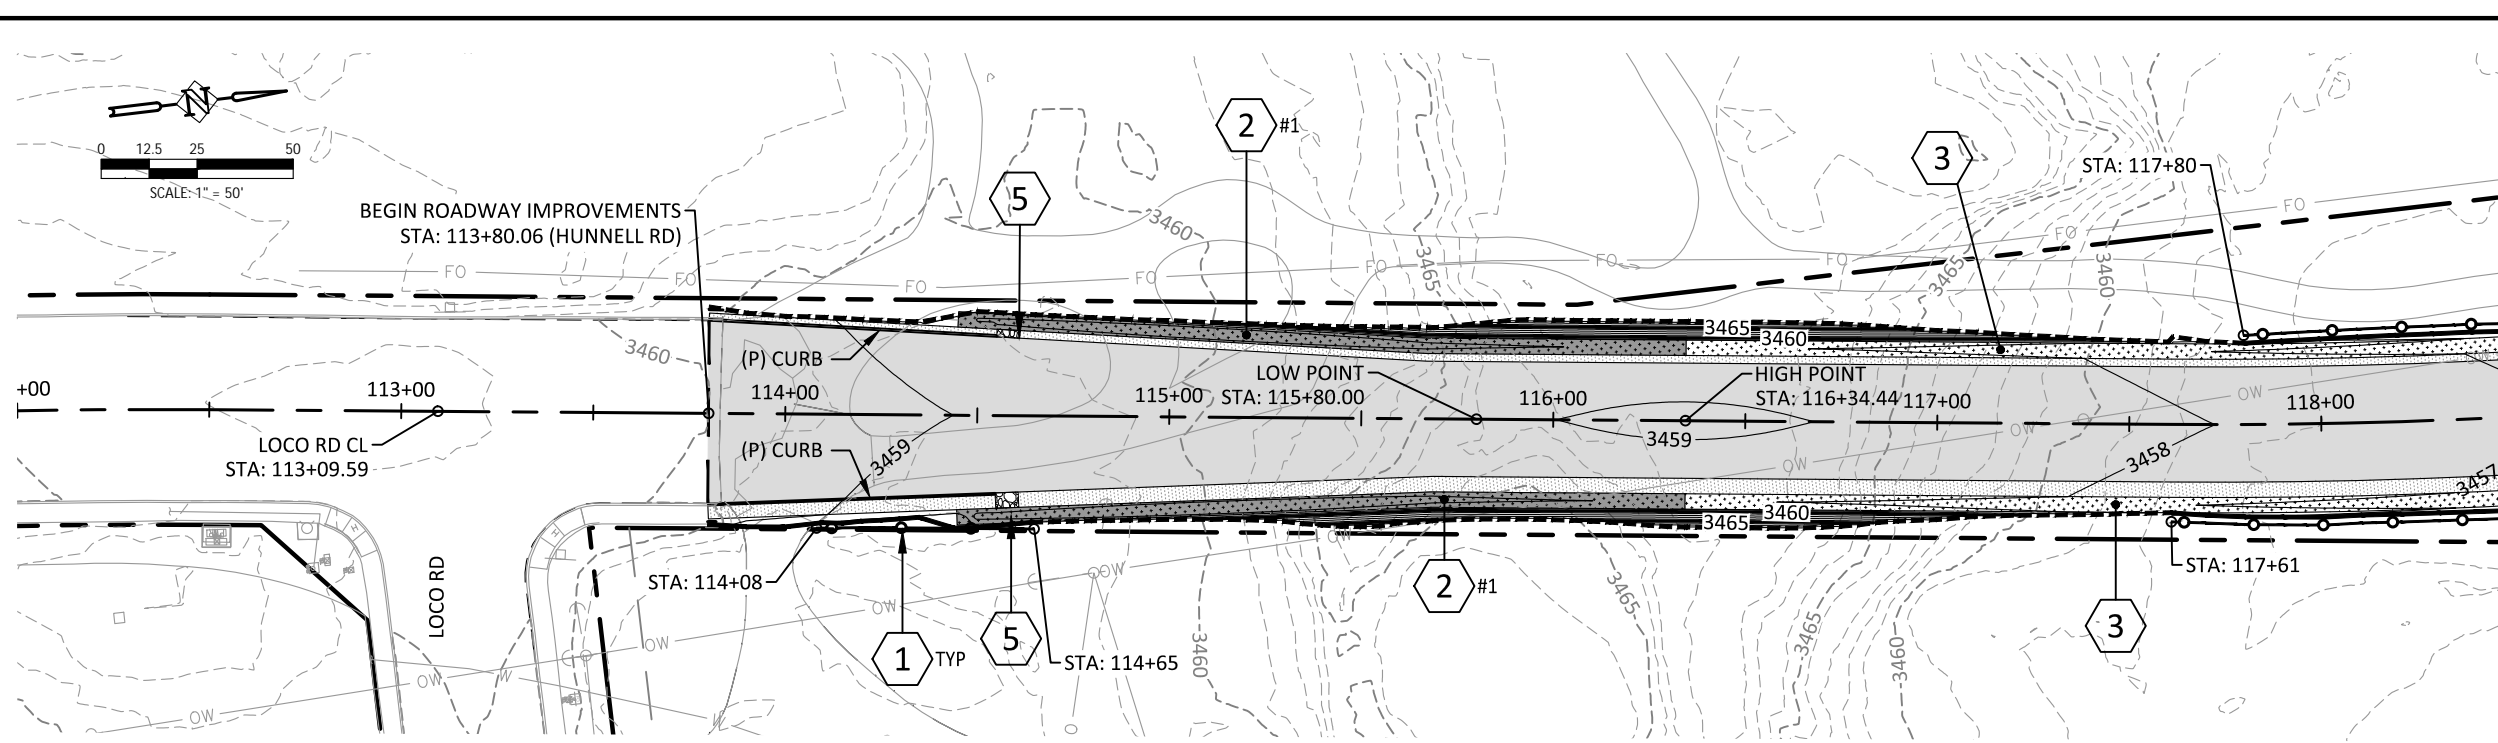 N
0 12.5 25 50
SCALE: 1" = 50'
BEGIN ROADWAY IMPROVEMENTS
STA: 113+80.06 (HUNNELL RD)
5
2 #1
3
STA: 117+80
3460
3465
3465
3460
FO
FO
FO
FO
FO
FO
FO
FO
FO
3460
(P) CURB
3465
3460
LOW POINT
STA: 115+80.00
HIGH POINT
STA: 116+34.44
+00
113+00
114+00
115+00
116+00
117+00
118+00
LOCO RD CL
STA: 113+09.59
(P) CURB
3459
3459
3458
3457
OW
OW
OW
3465
3460
STA: 114+08
LOCO RD
1 TYP
5
STA: 114+65
2 #1
3
STA: 117+61
3460
3465
3465
3460
OW
OW
OW
OW
OW
OW
W